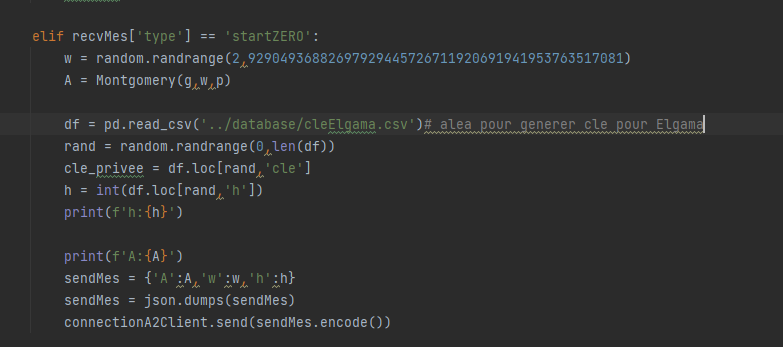 elif recvMes['type'] == 'startZERO':
w = random.randrange(2,92904936882697929445726711920691941953763517081)
A = Montgomery(g,w,p)
df = pd.read_csv('../database/cleElgama.csv')# alea pour generer cle pour Elgama
rand = random.randrange(0,len(df))
cle_privee = df.loc[rand,'cle']
h = int(df.loc[rand,'h'])
print(f'h:{h}')
print(f'A:{A}')
sendMes = {'A':A,'w':w,'h':h}
sendMes = json.dumps(sendMes)
connectionA2Client.send(sendMes.encode())